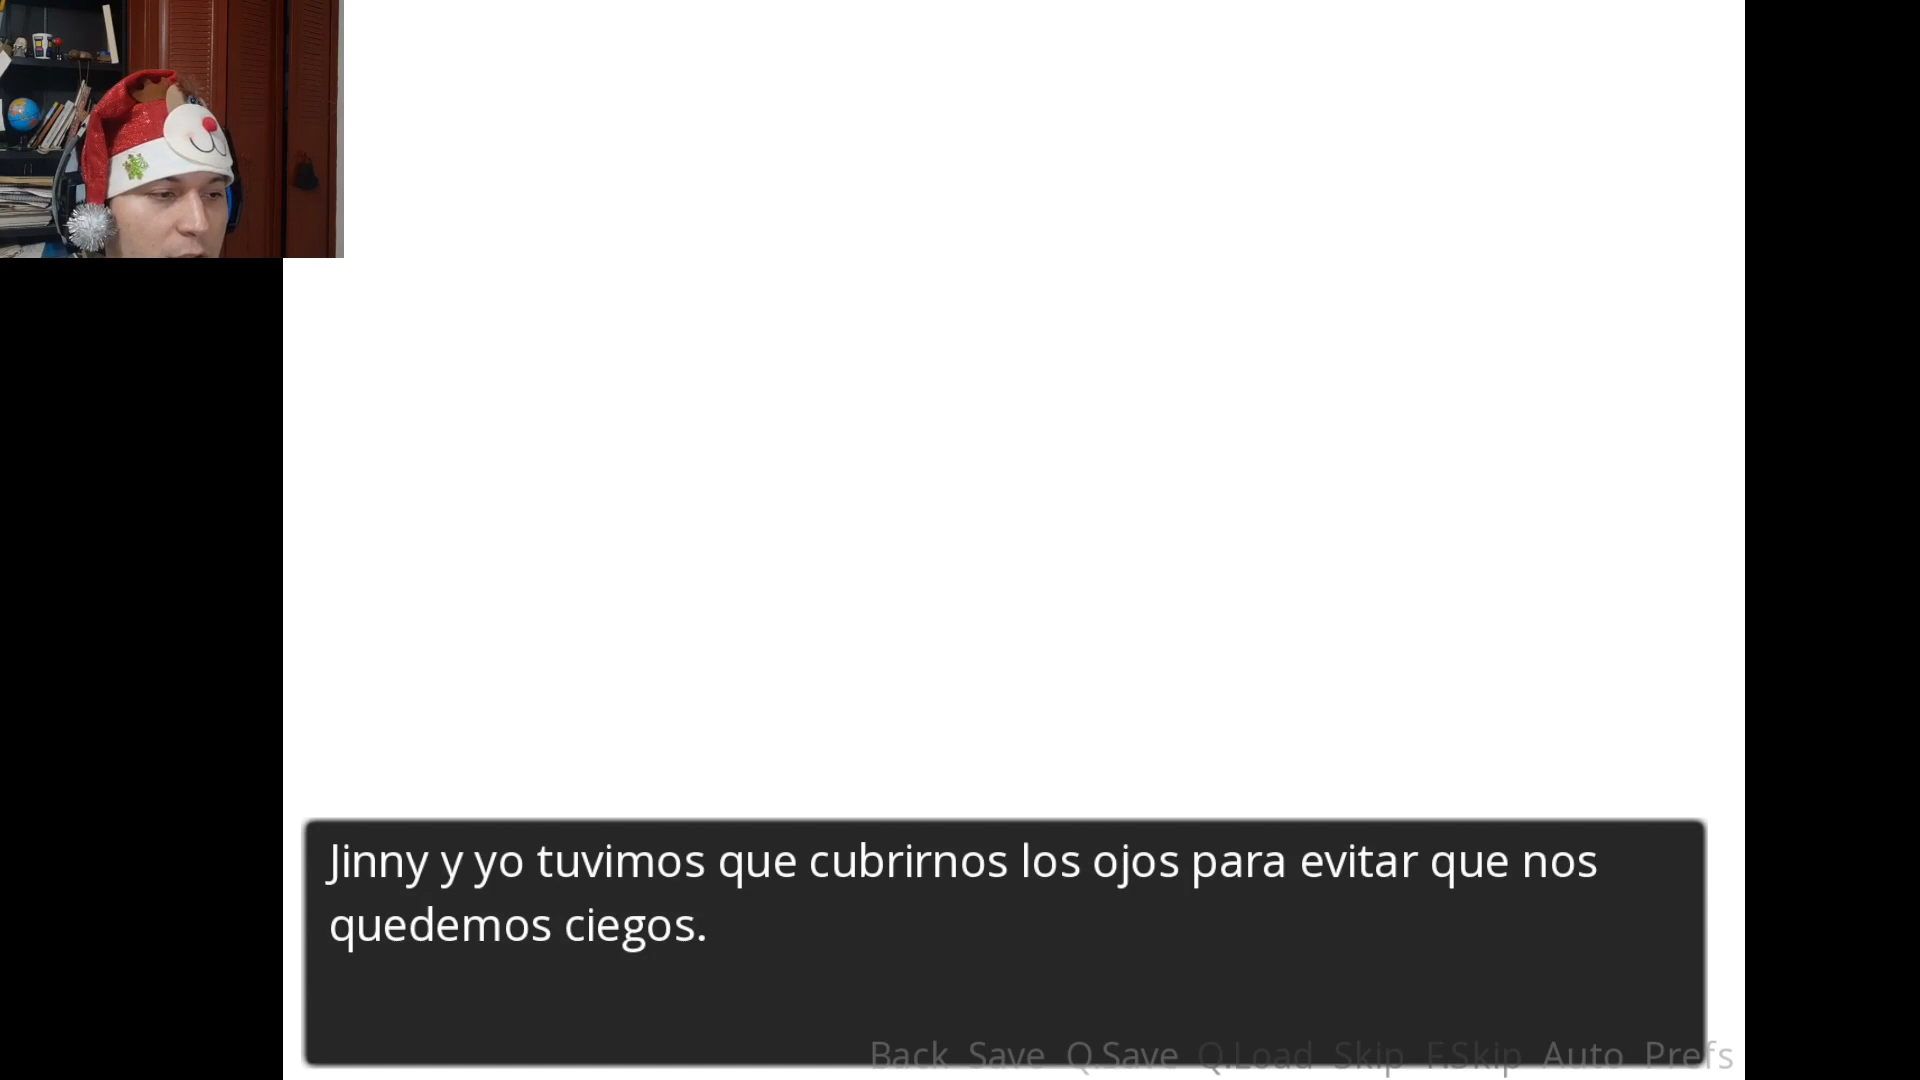 Jinny y yo tuvimos que cubrirnos los ojos para evitar que nos
quedemos ciegos.
Back Save Q.Save Q.Load Skip F.Skip Auto Prefs